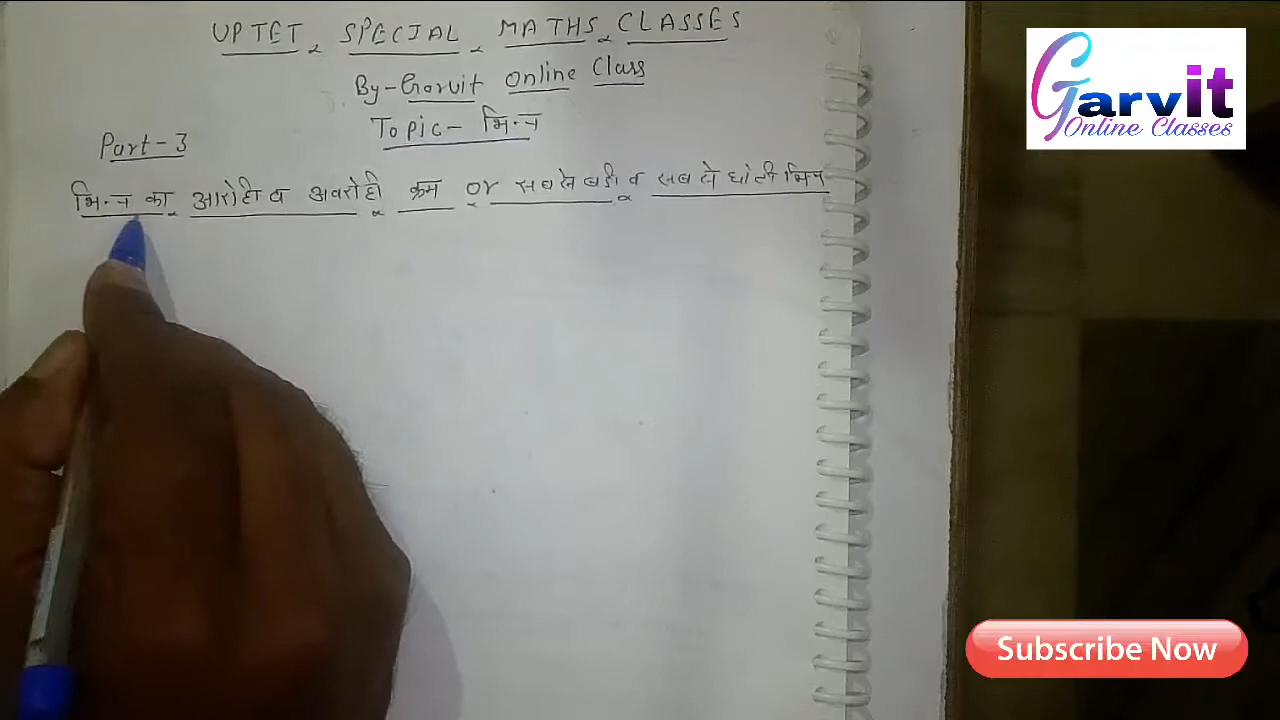 UPTET SPECIAL MATHS CLASSES
By-Garvit Online Class
Topic- भिन्न
Part-3
भिन्न का आरोही व अवरोही क्रम or सबसे बडी व सबसे छोटी भिन्न
Garvit
Online Classes
Subscribe Now